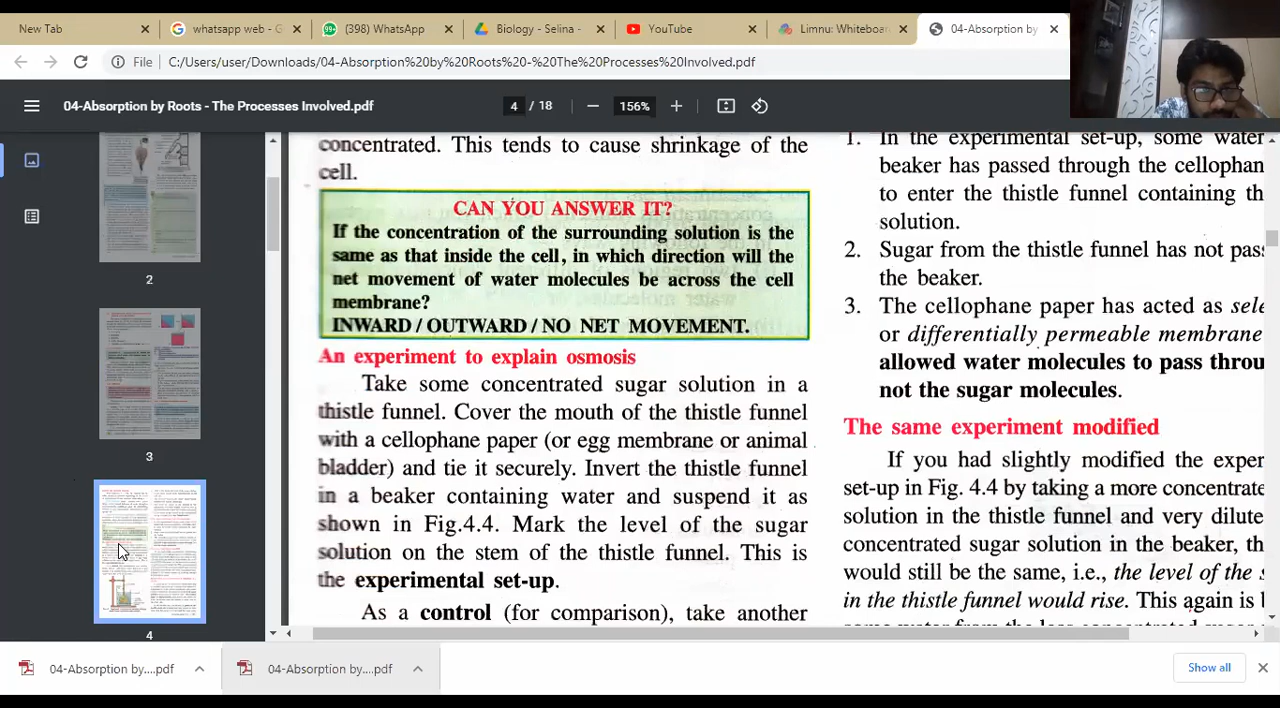 New Tab
whatsapp web - G
99+
(398) WhatsApp
Biology - Selina -
YouTube
Limnu: Whiteboar
04-Absorption by
File
C:/Users/user/Downloads/04-Absorption%20by%20Roots%20-%20The%20Processes%20Involved.pdf
04-Absorption by Roots - The Processes Involved.pdf
4 / 18
156%
2
3
4
concentrated. This tends to cause shrinkage of the
cell.
CAN YOU ANSWER IT?
If the concentration of the surrounding solution is the
same as that inside the cell, in which direction will the
net movement of water molecules be across the cell
membrane?
INWARD / OUTWARD / NO NET MOVEMENT.
An experiment to explain osmosis
Take some concentrated sugar solution in a
thistle funnel. Cover the mouth of the thistle funnel
with a cellophane paper (or egg membrane or animal
bladder) and tie it securely. Invert the thistle funnel
in a beaker containing water and suspend it as
shown in Fig.4.4. Mark the level of the sugar
solution on the stem of the thistle funnel. This is
the experimental set-up.
As a control (for comparison), take another
1. In the experimental set-up, some water
beaker has passed through the cellophan
to enter the thistle funnel containing th
solution.
2. Sugar from the thistle funnel has not pass
the beaker.
3. The cellophane paper has acted as sele
or differentially permeable membrane
allowed water molecules to pass throu
not the sugar molecules.
The same experiment modified
If you had slightly modified the exper
set-up in Fig. 4.4 by taking a more concentrate
solution in the thistle funnel and very dilute
concentrated sugar solution in the beaker, th
would still be the same, i.e., the level of the s
in the thistle funnel would rise. This again is b
04-Absorption by....pdf
04-Absorption by....pdf
Show all